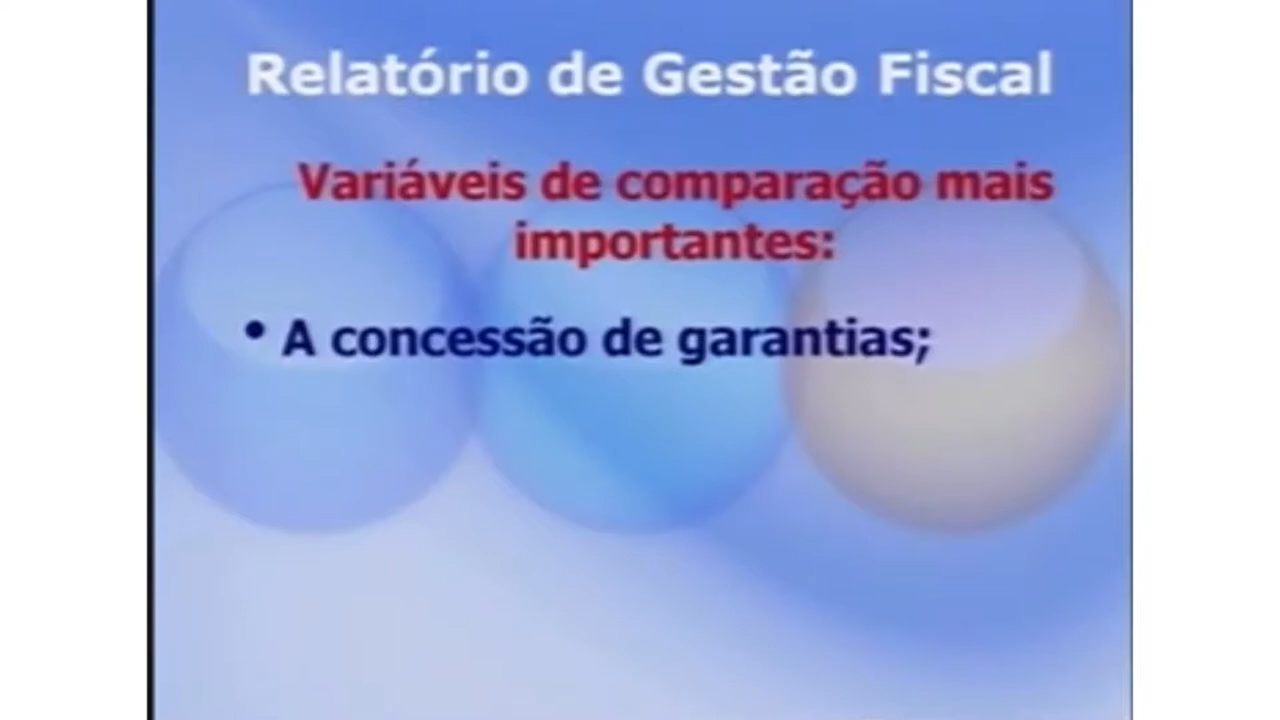 Relatório de Gestão Fiscal
Variáveis de comparação mais
importantes:
• A concessão de garantias;